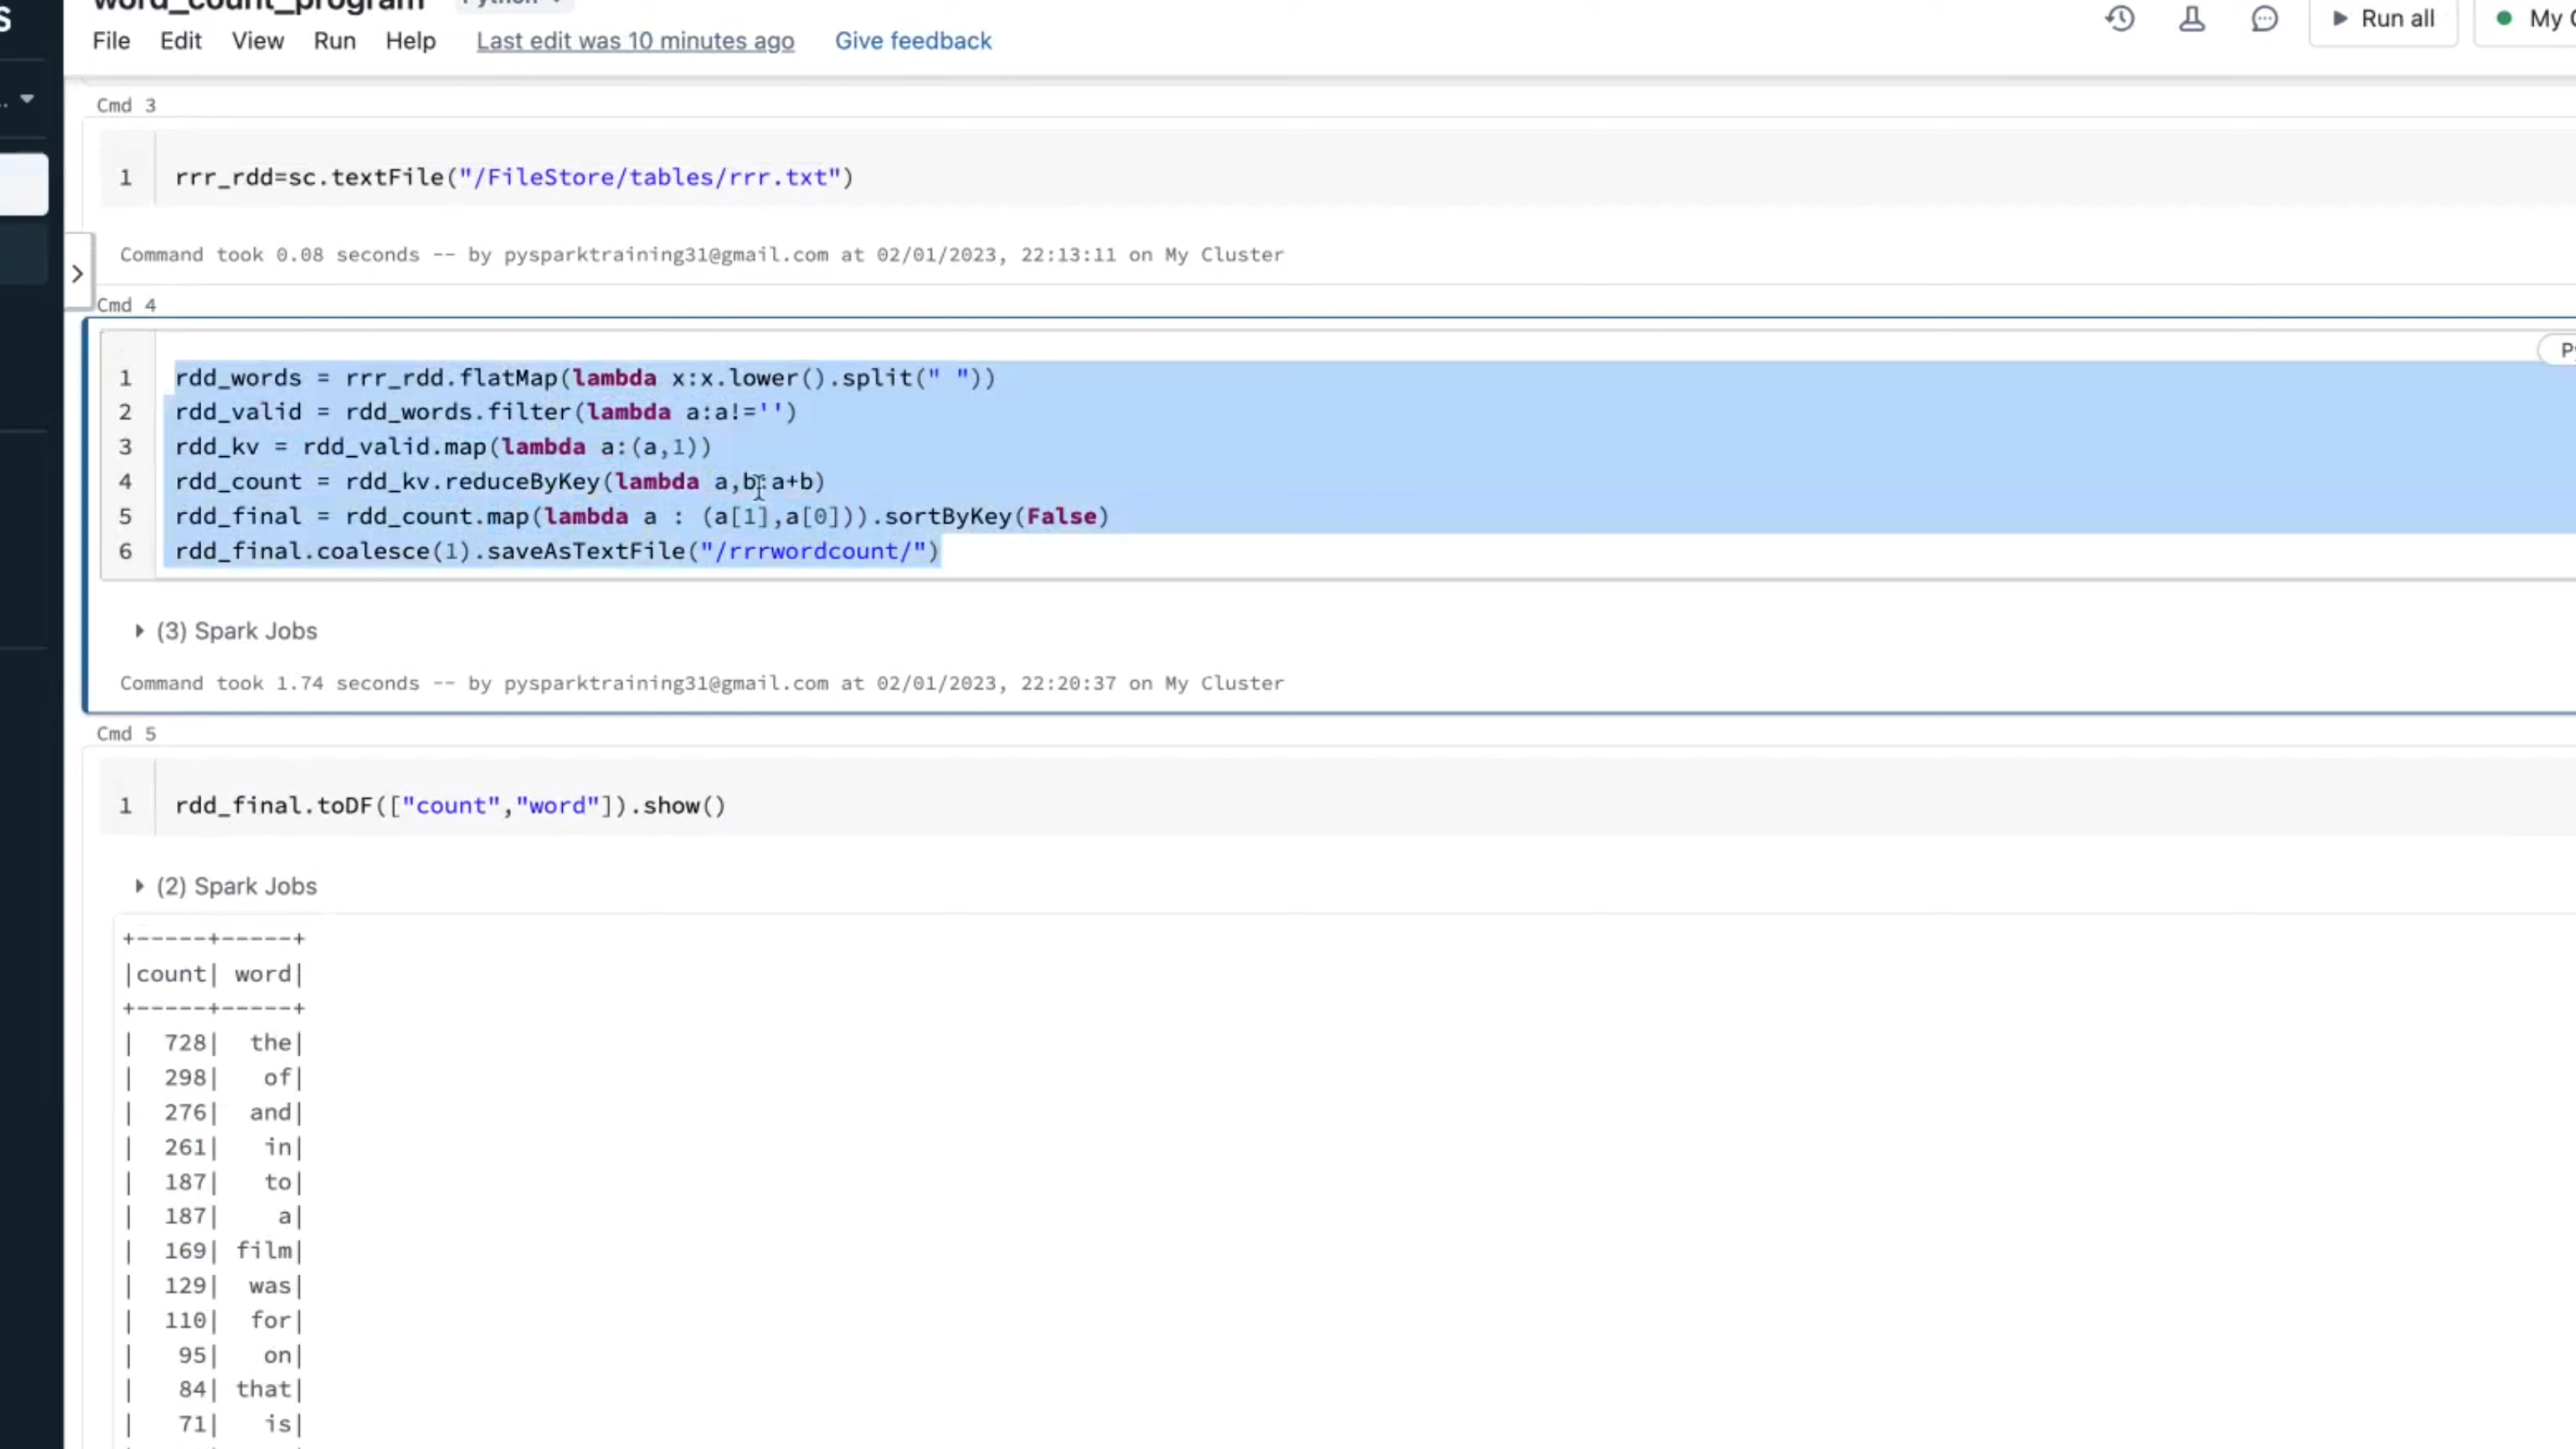 S
word_count_program Python
File Edit View Run Help Last edit was 10 minutes ago Give feedback Run all My
Cmd 3
1 rrr_rdd=sc.textFile("/FileStore/tables/rrr.txt")
Command took 0.08 seconds -- by pysparktraining31@gmail.com at 02/01/2023, 22:13:11 on My Cluster
Cmd 4
1 rdd_words = rrr_rdd.flatMap(lambda x:x.lower().split(" "))
2 rdd_valid = rdd_words.filter(lambda a:a!='')
3 rdd_kv = rdd_valid.map(lambda a:(a,1))
4 rdd_count = rdd_kv.reduceByKey(lambda a,b:a+b)
5 rdd_final = rdd_count.map(lambda a : (a[1],a[0])).sortByKey(False)
6 rdd_final.coalesce(1).saveAsTextFile("/rrrwordcount/")
(3) Spark Jobs
Command took 1.74 seconds -- by pysparktraining31@gmail.com at 02/01/2023, 22:20:37 on My Cluster
Cmd 5
1 rdd_final.toDF(["count","word"]).show()
(2) Spark Jobs
+-----+-----+
|count| word|
+-----+-----+
|  728|  the|
|  298|   of|
|  276|  and|
|  261|   in|
|  187|   to|
|  187|    a|
|  169| film|
|  129|  was|
|  110|  for|
|   95|   on|
|   84| that|
|   71|   is|